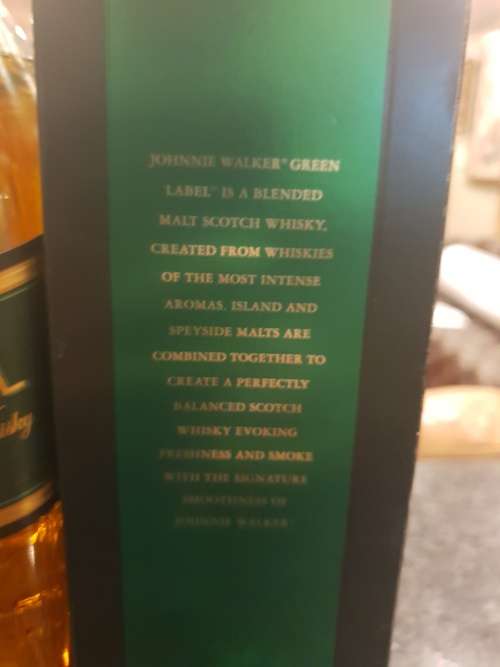 JOHNNIE WALKER® GREEN
LABEL™ IS A BLENDED
MALT SCOTCH WHISKY,
CREATED FROM WHISKIES
OF THE MOST INTENSE
AROMAS. ISLAND AND
SPEYSIDE MALTS ARE
COMBINED TOGETHER TO
CREATE A PERFECTLY
BALANCED SCOTCH
WHISKY EVOKING
FRESHNESS AND SMOKE
WITH THE SIGNATURE
SMOOTHNESS OF
JOHNNIE WALKER